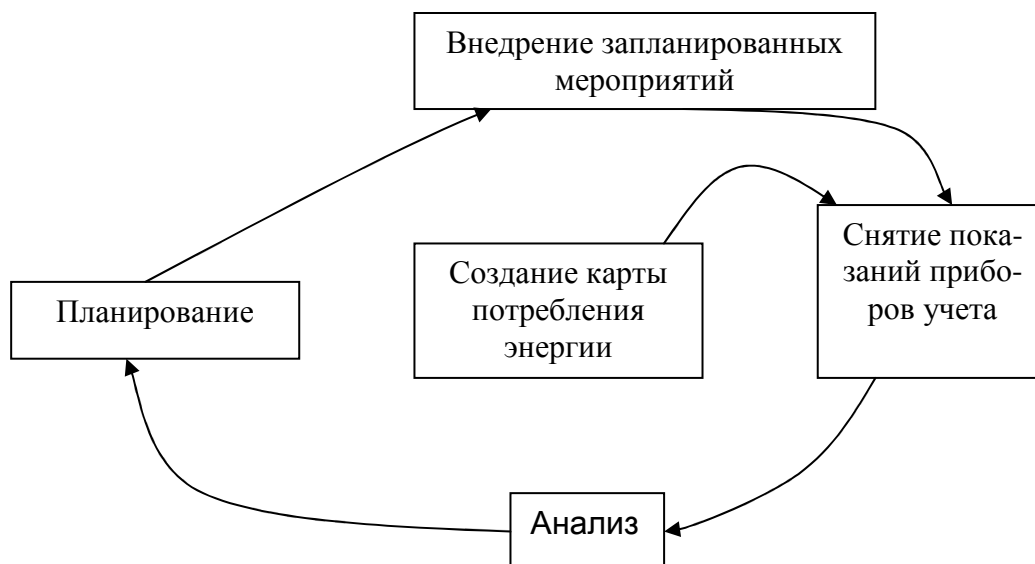 Внедрение запланированных
мероприятий
Снятие пока-
заний прибо-
ров учета
Создание карты
потребления
энергии
Планирование
Анализ